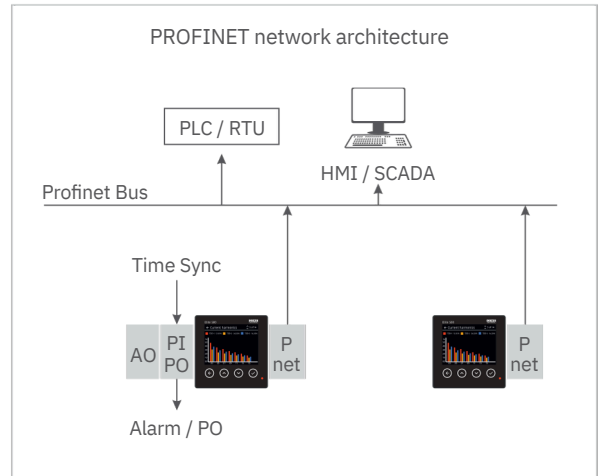 PROFINET network architecture
PLC / RTU
HMI / SCADA
Profinet Bus
Time Sync
AO
PI
PO
P
net
P
net
Alarm / PO